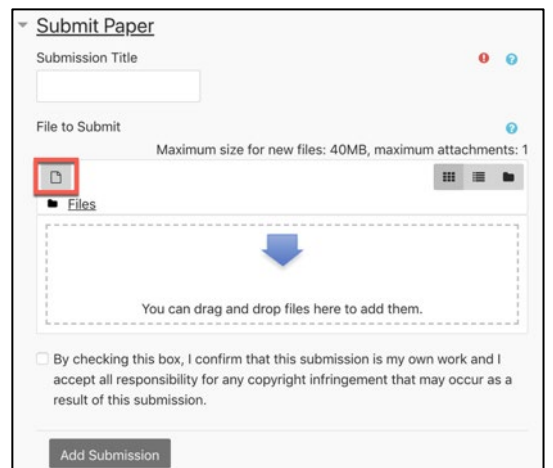 Submit Paper
Submission Title
File to Submit
Maximum size for new files: 40MB, maximum attachments: 1
Files
You can drag and drop files here to add them.
By checking this box, I confirm that this submission is my own work and I
accept all responsibility for any copyright infringement that may occur as a
result of this submission.
Add Submission